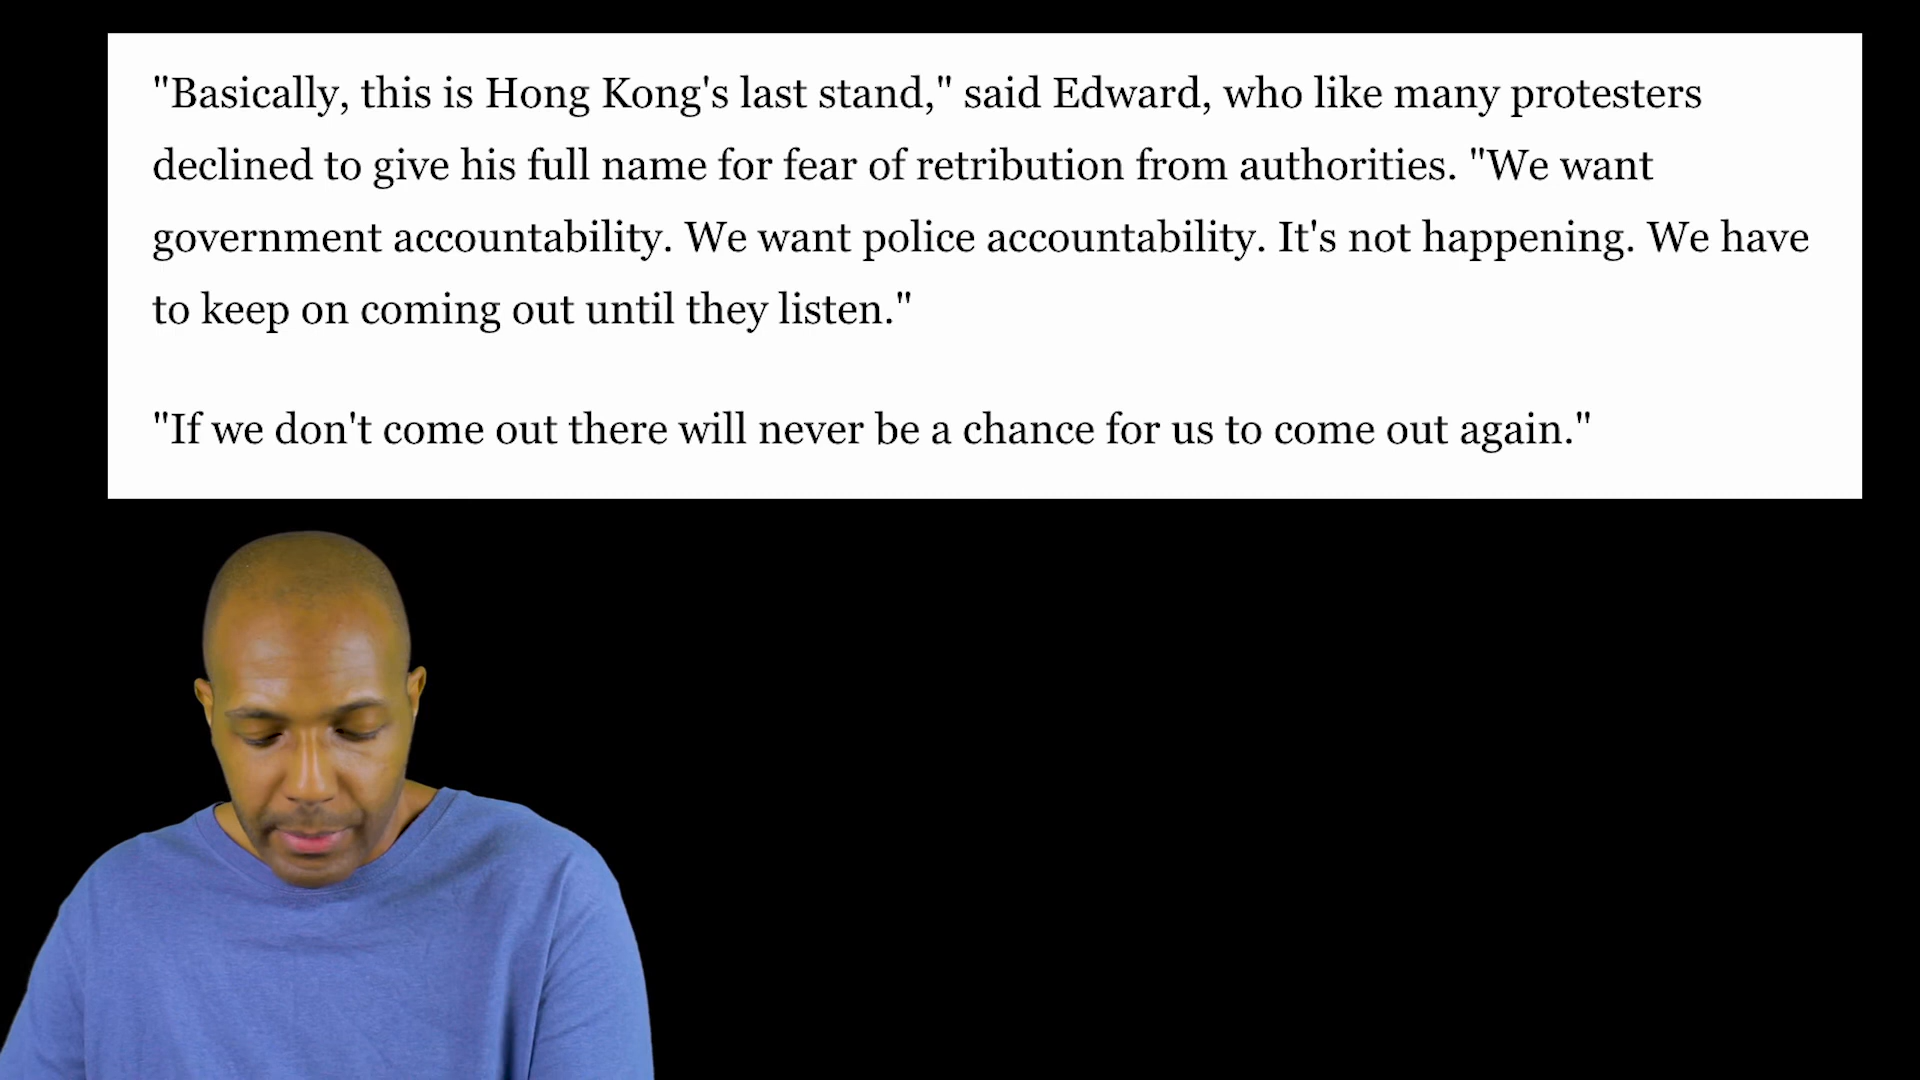 "Basically, this is Hong Kong's last stand," said Edward, who like many protesters
declined to give his full name for fear of retribution from authorities. "We want
government accountability. We want police accountability. It's not happening. We have
to keep on coming out until they listen."
"If we don't come out there will never be a chance for us to come out again."